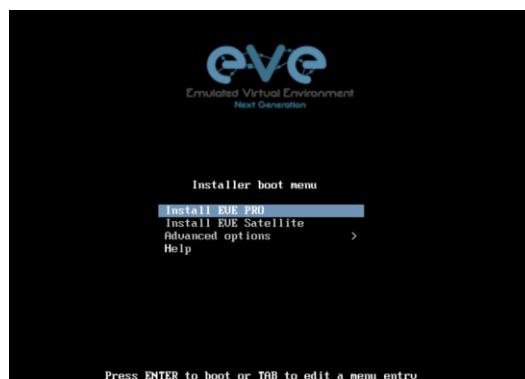 eve
Emulated Virtual Environment
Next Generation
Installer boot menu
Install EVE PRO
Install EVE Satellite
Advanced options >
Help
Press ENTER to boot or TAB to edit a menu entry